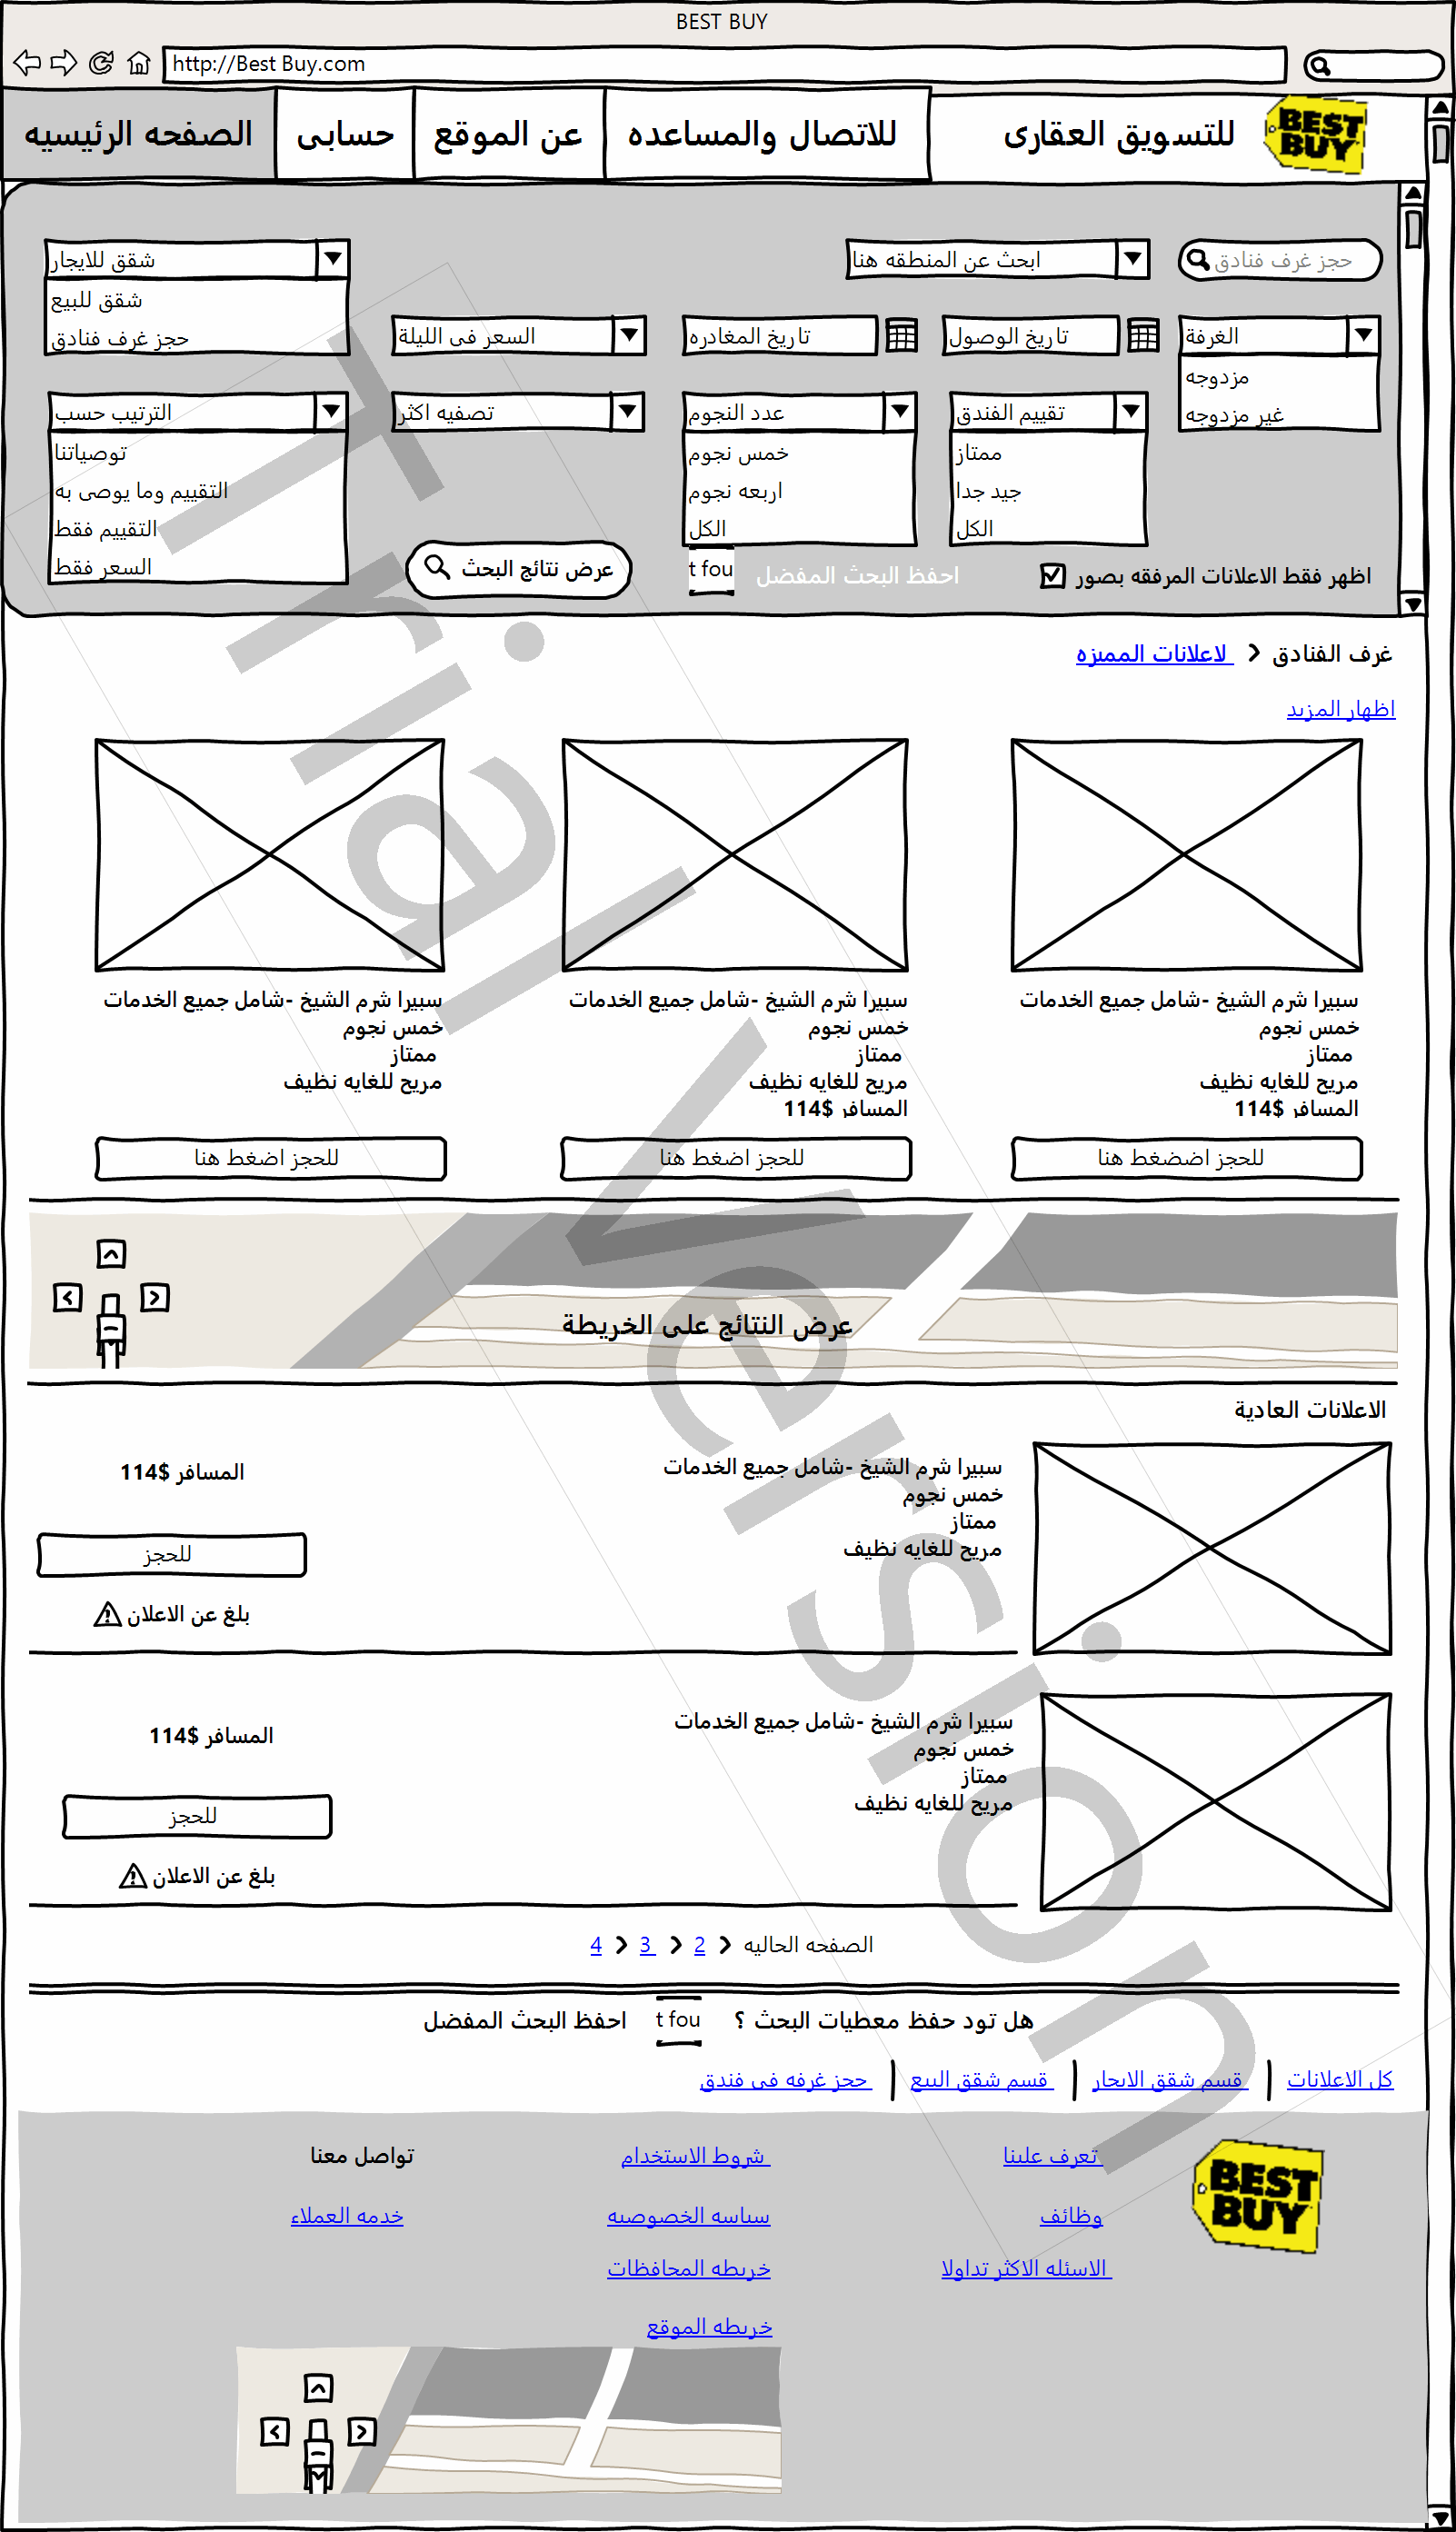 BEST BUY
http://Best Buy.com
BEST BUY
للتسويق العقارى
للاتصال والمساعده
عن الموقع
حسابى
الصفحه الرئيسيه
حجز غرف فنادق
ابحث عن المنطقه هنا
شقق للايجار
شقق للبيع
حجز غرف فنادق
الغرفة
مزدوجه
غير مزدوجه
تاريخ الوصول
تاريخ المغادره
السعر فى الليلة
تقييم الفندق
ممتاز
جيد جدا
الكل
عدد النجوم
خمس نجوم
اربعه نجوم
الكل
تصفيه اكثر
الترتيب حسب
توصياتنا
التقييم وما يوصى به
التقييم فقط
السعر فقط
اظهر فقط الاعلانات المرفقه بصور
احفظ البحث المفضل
t fou
عرض نتائج البحث
غرف الفنادق
لاعلانات المميزه
اظهار المزيد
سبيرا شرم الشيخ -شامل جميع الخدمات
خمس نجوم
ممتاز
مريح للغايه نظيف
المسافر $114
للحجز اضضغط هنا
سبيرا شرم الشيخ -شامل جميع الخدمات
خمس نجوم
ممتاز
مريح للغايه نظيف
المسافر $114
للحجز اضغط هنا
سبيرا شرم الشيخ -شامل جميع الخدمات
خمس نجوم
ممتاز
مريح للغايه نظيف
للحجز اضغط هنا
عرض النتائج على الخريطة
الاعلانات العادية
سبيرا شرم الشيخ -شامل جميع الخدمات
خمس نجوم
ممتاز
مريح للغايه نظيف
المسافر $114
للحجز
بلغ عن الاعلان
سبيرا شرم الشيخ -شامل جميع الخدمات
خمس نجوم
ممتاز
مريح للغايه نظيف
المسافر $114
للحجز
بلغ عن الاعلان
الصفحه الحاليه 2 3 4
هل تود حفظ معطيات البحث ؟
t fou
احفظ البحث المفضل
كل الاعلانات
قسم شقق الايجار
قسم شقق البيع
حجز غرفه فى فندق
BEST BUY
تعرف علينا
وظائف
الاسئله الاكثر تداولا
شروط الاستخدام
سياسه الخصوصيه
خريطه المحافظات
خريطه الموقع
تواصل معنا
خدمه العملاء
Trial Version